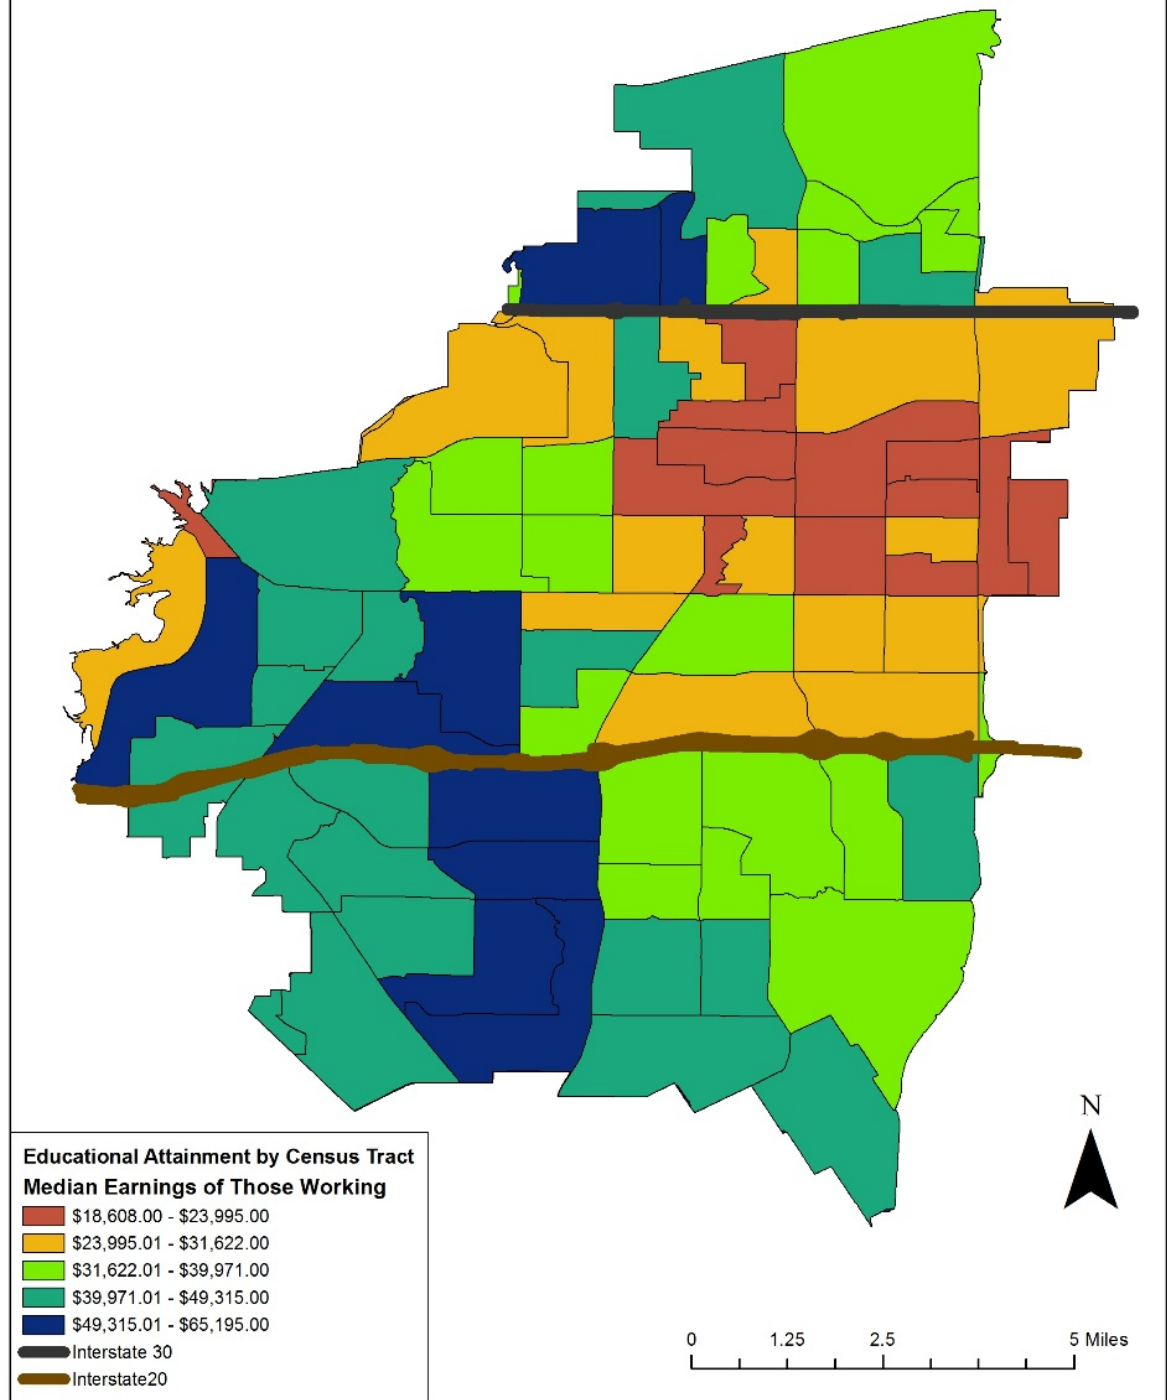 N
Educational Attainment by Census Tract
Median Earnings of Those Working
$18,608.00 - $23,995.00
$23,995.01 - $31,622.00
$31,622.01 - $39,971.00
$39,971.01 - $49,315.00
$49,315.01 - $65,195.00
Interstate 30
Interstate20
0 1.25 2.5 5 Miles